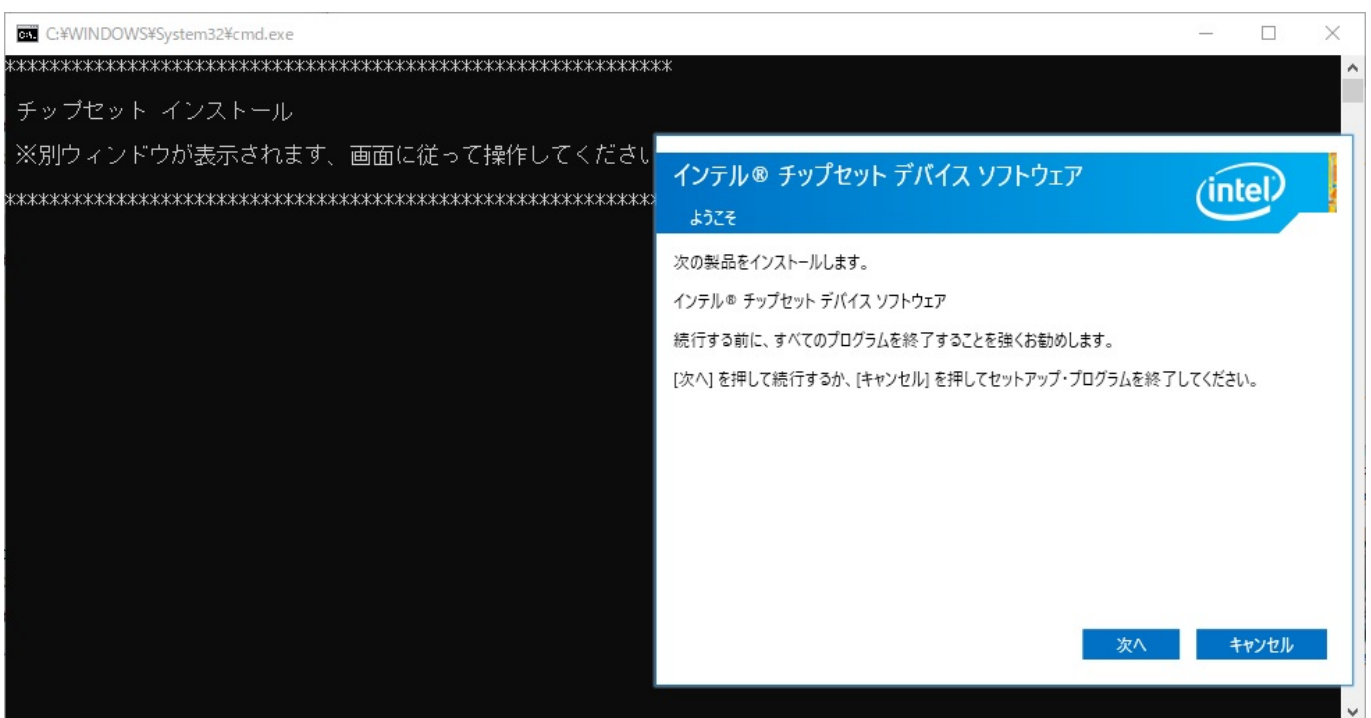 C:¥WINDOWS¥System32¥cmd.exe
************************************************************
チップセット インストール
※別ウィンドウが表示されます、画面に従って操作してくださ
************************************************************
インテル® チップセット デバイス ソフトウェア
intel
ようこそ
次の製品をインストールします。
インテル® チップセット デバイス ソフトウェア
続行する前に、すべてのプログラムを終了することを強くお勧めします。
[次へ] を押して続行するか、[キャンセル] を押してセットアップ・プログラムを終了してください。
次へ
キャンセル